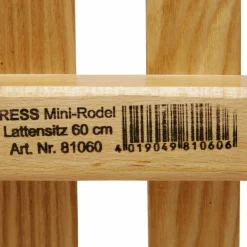 RESS Mini-Rodel
Lattensitz 60 cm
Art. Nr. 81060
4 019049 810606